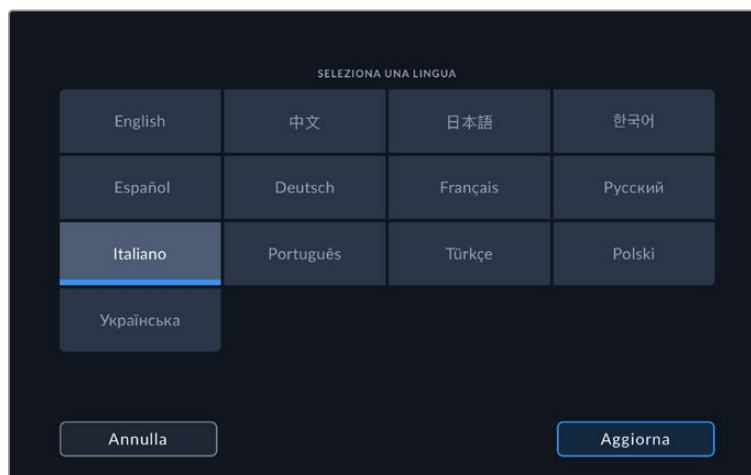 SELEZIONA UNA LINGUA
English 中文 日本語 한국어
Español Deutsch Français Русский
Italiano Português Türkçe Polski
Українська
Annulla Aggiorna